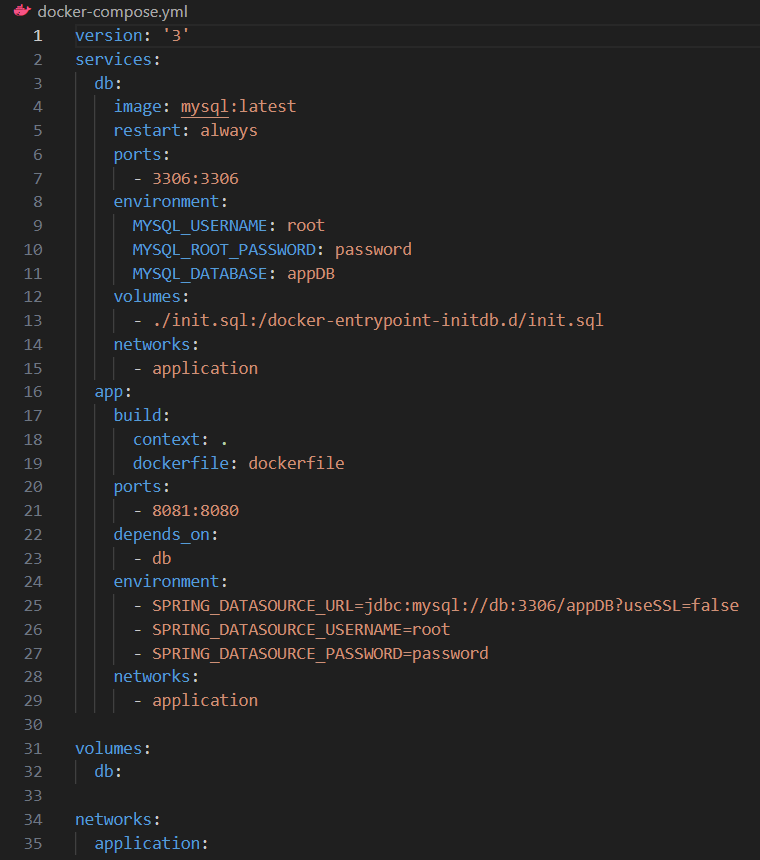 docker-compose.yml
1 version: '3'
2 services:
3   db:
4     image: mysql:latest
5     restart: always
6     ports:
7       - 3306:3306
8     environment:
9       MYSQL_USERNAME: root
10       MYSQL_ROOT_PASSWORD: password
11       MYSQL_DATABASE: appDB
12     volumes:
13       - ./init.sql:/docker-entrypoint-initdb.d/init.sql
14     networks:
15       - application
16   app:
17     build:
18       context: .
19       dockerfile: dockerfile
20     ports:
21       - 8081:8080
22     depends_on:
23       - db
24     environment:
25       - SPRING_DATASOURCE_URL=jdbc:mysql://db:3306/appDB?useSSL=false
26       - SPRING_DATASOURCE_USERNAME=root
27       - SPRING_DATASOURCE_PASSWORD=password
28     networks:
29       - application
30
31 volumes:
32   db:
33
34 networks:
35   application: